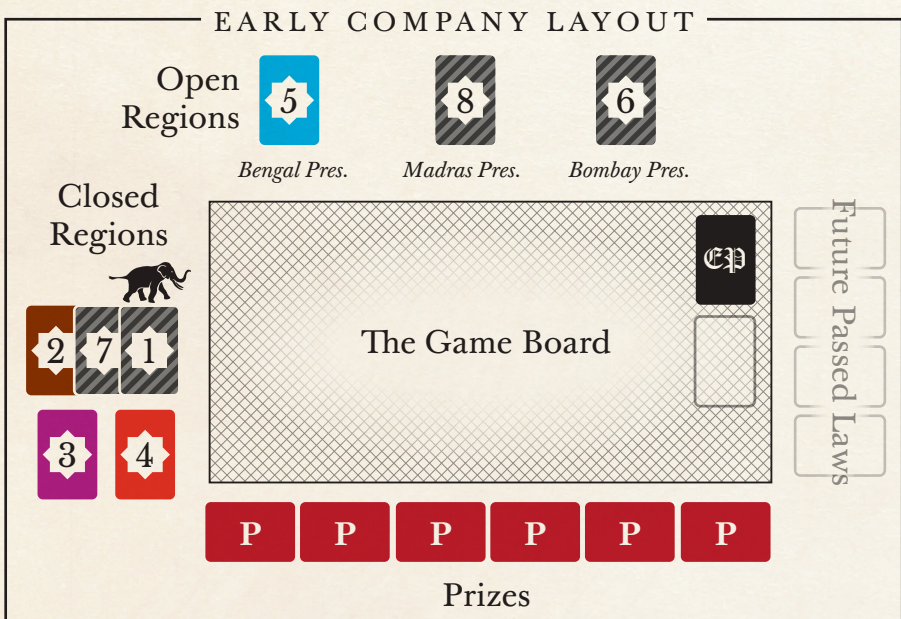 EARLY COMPANY LAYOUT
Open
Regions
5
8
6
Bengal Pres.
Madras Pres.
Bombay Pres.
Closed
Regions
2
7
1
3
4
EP
The Game Board
Future Passed Laws
P
P
P
P
P
P
Prizes